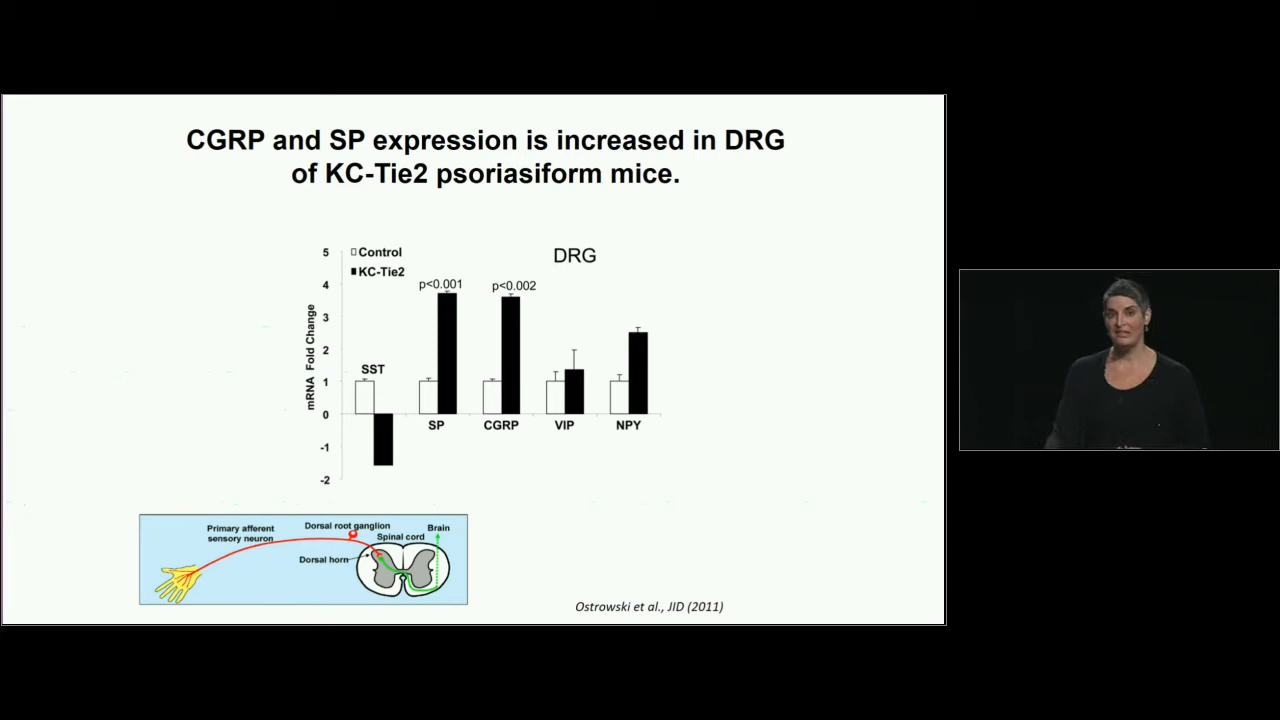 CGRP and SP expression is increased in DRG
of KC-Tie2 psoriasiform mice.
5
4
3
2
1
0
-1
-2
mRNA Fold Change
Control
KC-Tie2
DRG
p<0.001
p<0.002
SST
SP
CGRP
VIP
NPY
Primary afferent
sensory neuron
Dorsal root ganglion
Spinal cord
Brain
Dorsal horn
Ostrowski et al., JID (2011)